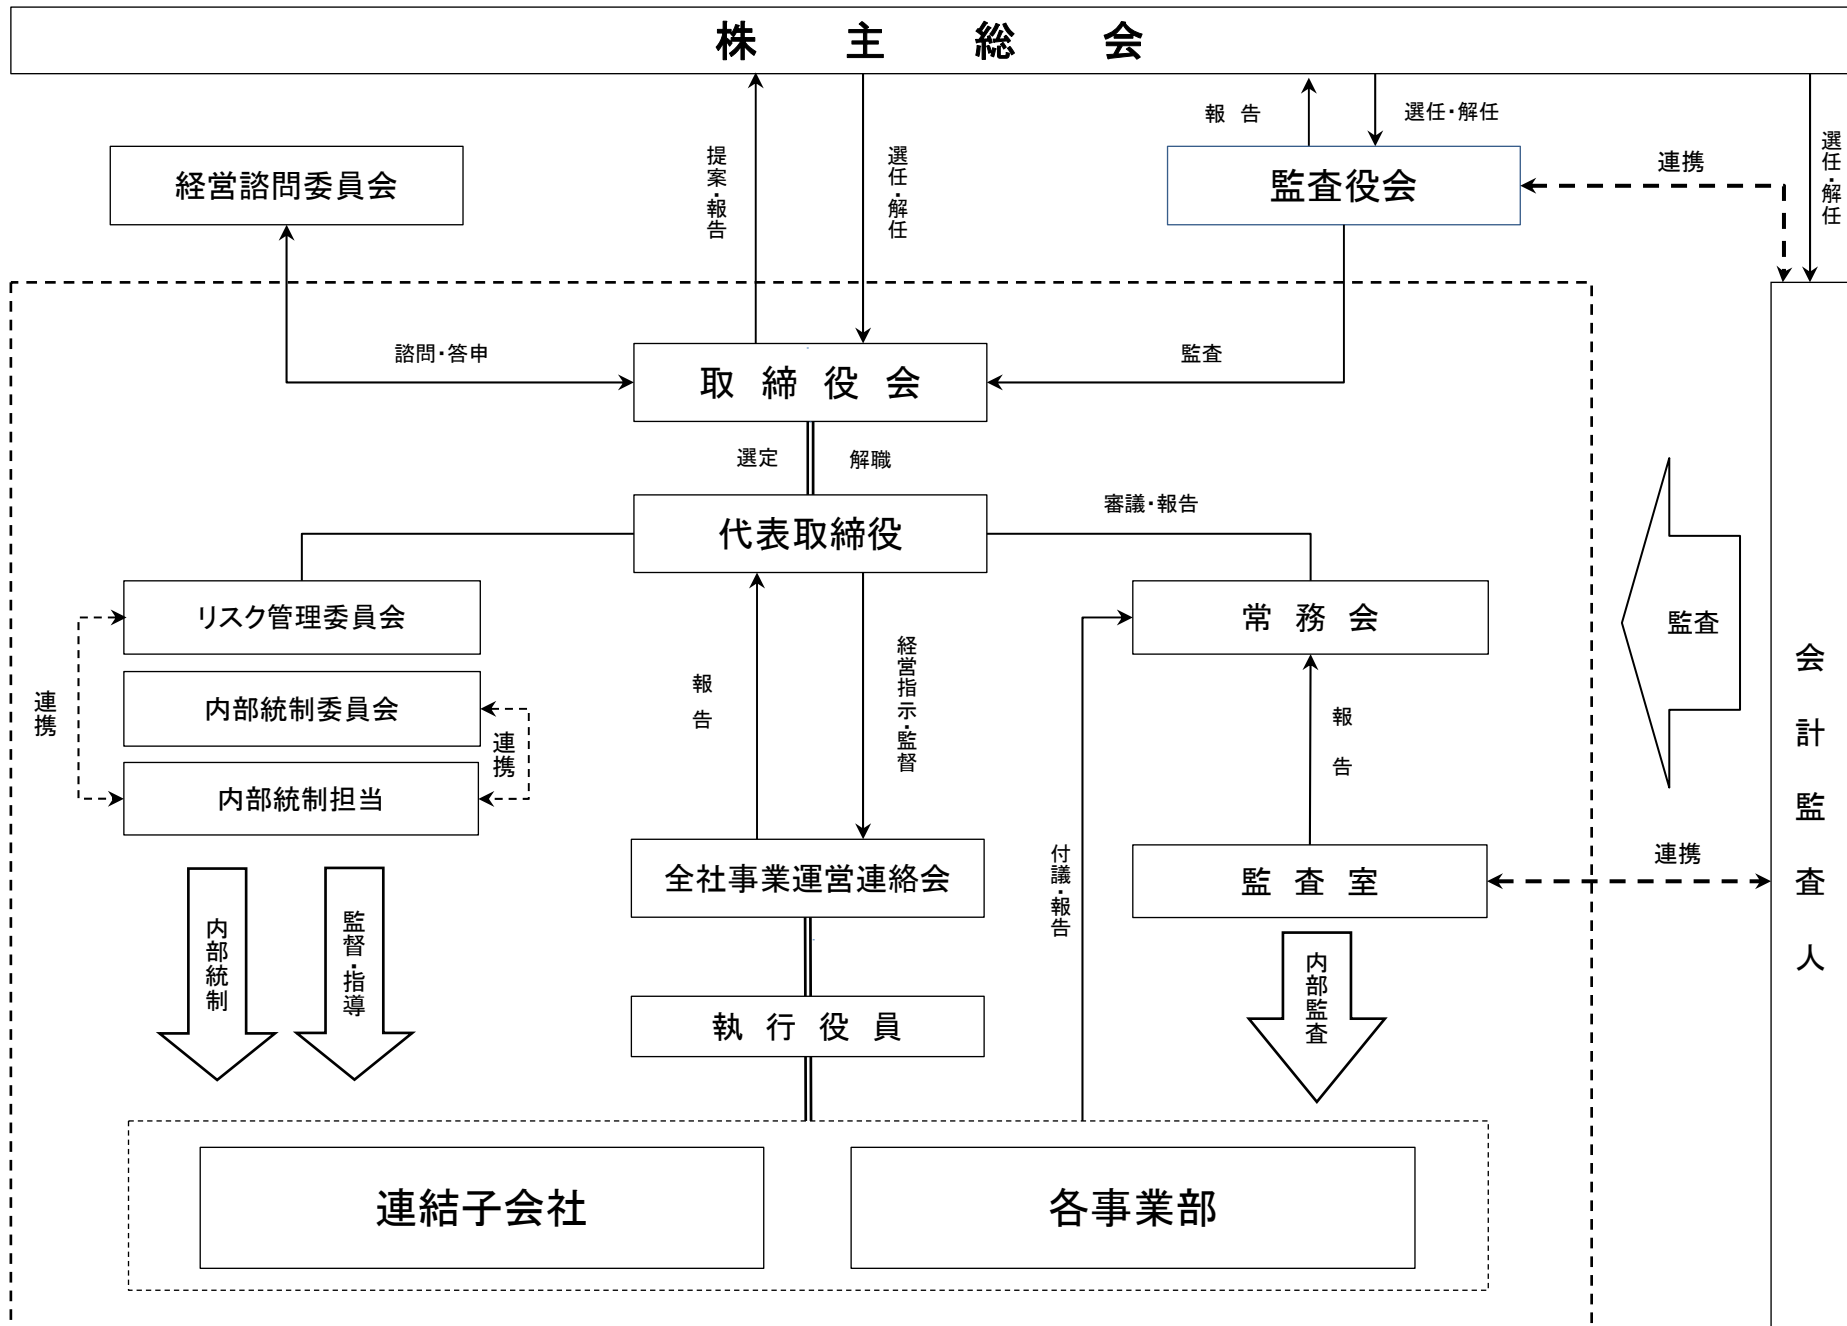 株主総会
報告
選任・解任
提案・報告
選任・解任
連携
選任・解任
経営諮問委員会
監査役会
諮問・答申
監査
取締役会
選定
解職
代表取締役
審議・報告
リスク管理委員会
常務会
監査
連携
内部統制委員会
連携
内部統制担当
報告
経営指示・監督
報告
会計監査人
全社事業運営連絡会
付議・報告
監査室
連携
内部統制
監督・指導
内部監査
執行役員
連結子会社
各事業部